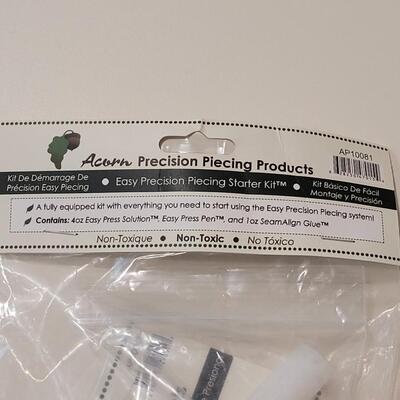 AP10081
Acorn Precision Piecing Products
Kit De Démarrage De
Précision Easy Piecing
Easy Precision Piecing Starter Kit™
Kit Básico De Fácil
Montaje y Precisión
A fully equipped kit with everything you need to start using the Easy Precision Piecing system!
Contains: 4oz Easy Press Solution™, Easy Press Pen™, and 1oz SeamAlign Glue™
Non-Toxique • Non-Toxic • No Tóxico